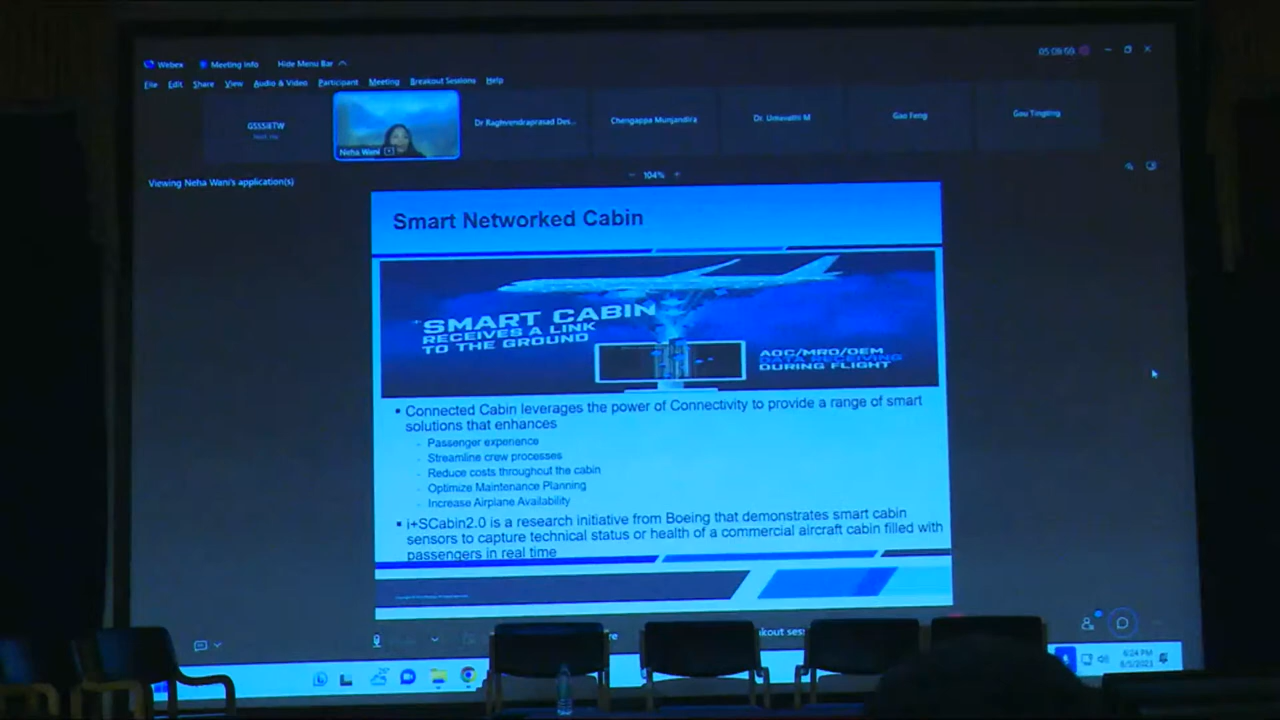 Webex
Meeting Info
Hide Menu Bar
File Edit Share View Audio & Video Participant Meeting Breakout Sessions Help
Neha Wani
Dr Raghvendraprasad Des...
Chengappa Munjandira
Dr. Umavathi M
Gao Feng
Gou Tingling
Viewing Neha Wani's application(s)
104%
Smart Networked Cabin
SMART CABIN
RECEIVES A LINK
TO THE GROUND
AOC/MRO/OEM
DATA RECEIVING
DURING FLIGHT
▪ Connected Cabin leverages the power of Connectivity to provide a range of smart
solutions that enhances
- Passenger experience
- Streamline crew processes
- Reduce costs throughout the cabin
- Optimize Maintenance Planning
- Increase Airplane Availability
▪ i+SCabin2.0 is a research initiative from Boeing that demonstrates smart cabin
sensors to capture technical status or health of a commercial aircraft cabin filled with
passengers in real time
6:24 PM